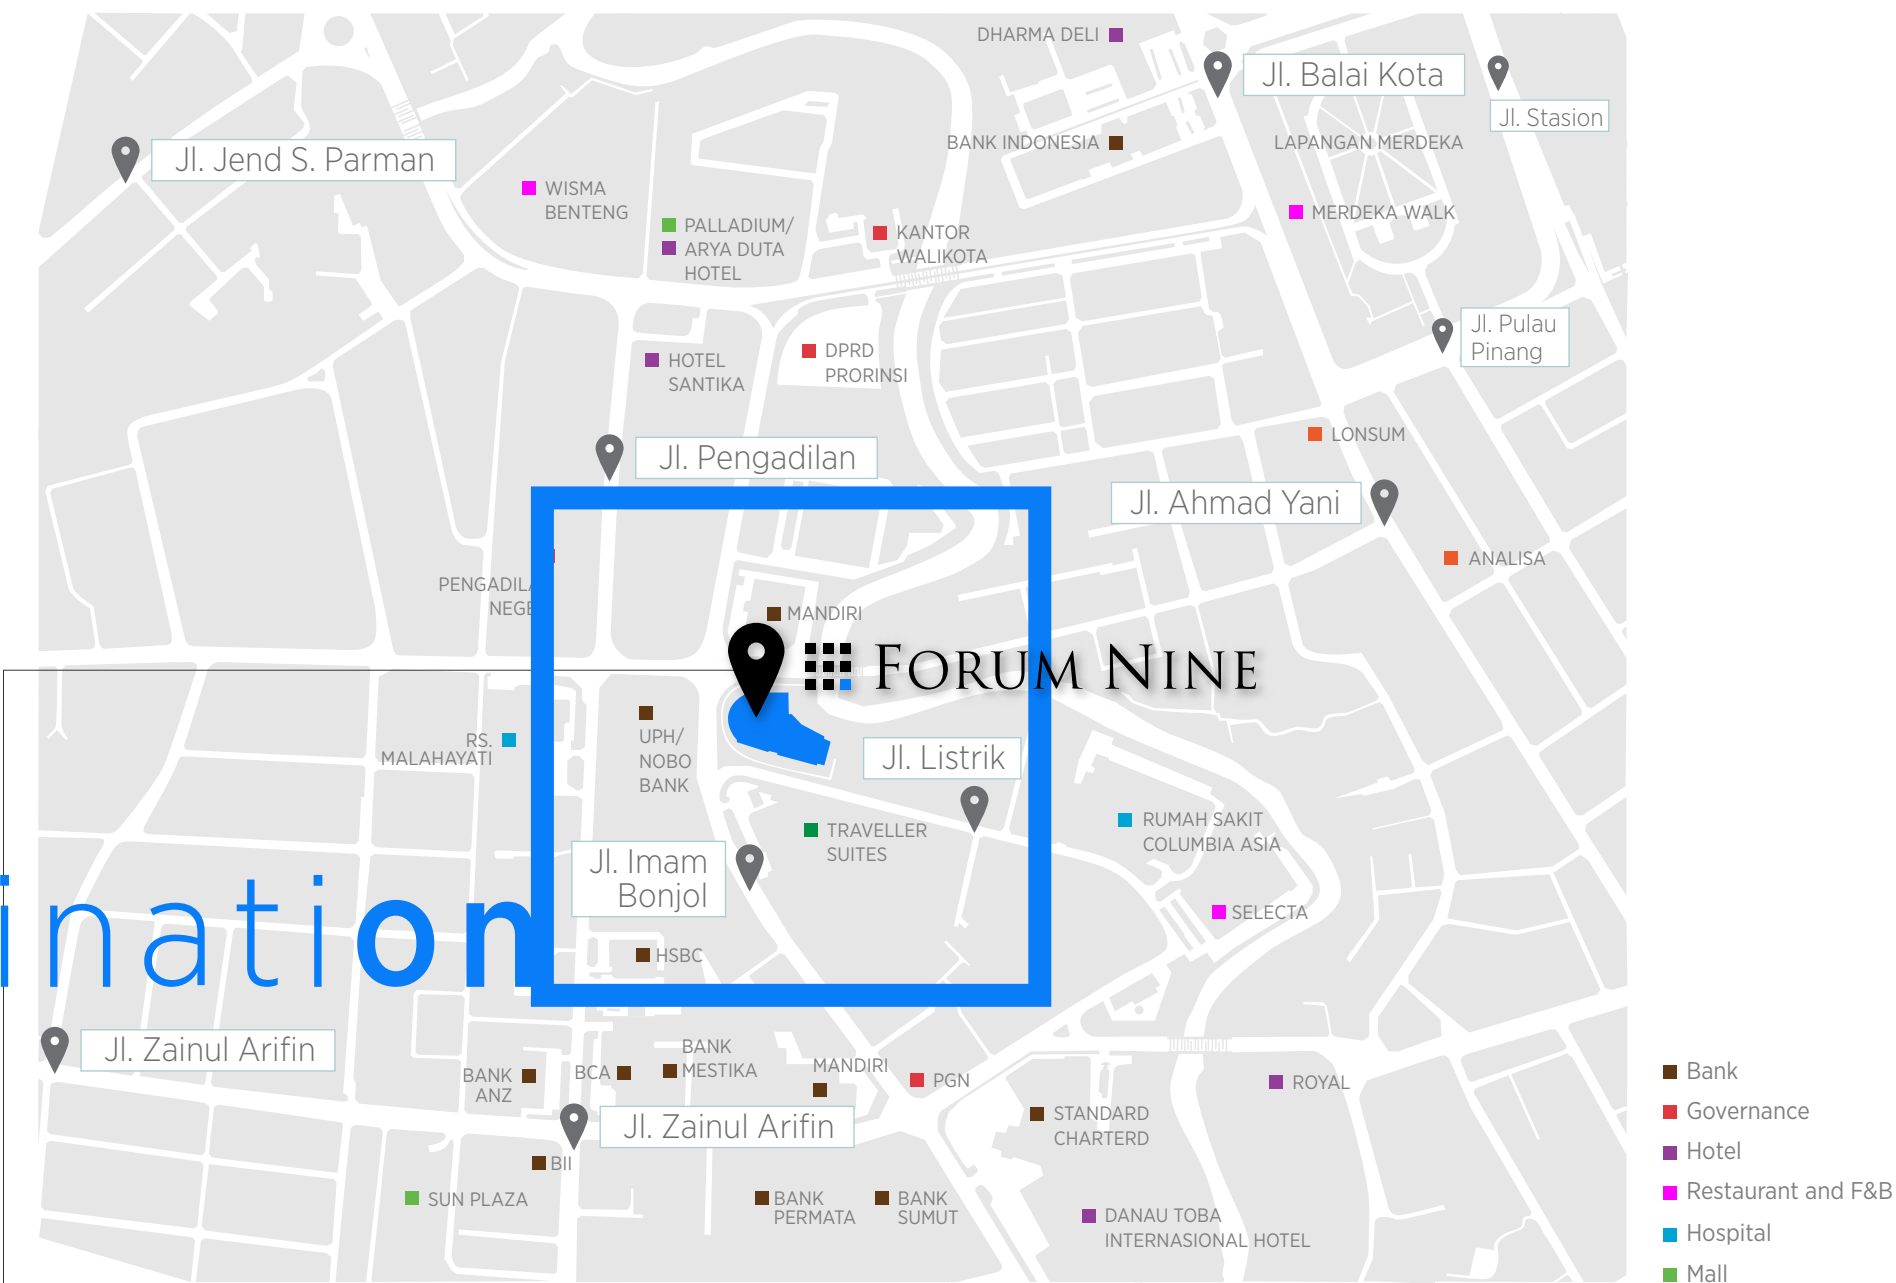 DHARMA DELI
Jl. Balai Kota
Jl. Stasion
BANK INDONESIA
LAPANGAN MERDEKA
Jl. Jend S. Parman
WISMA
BENTENG
MERDEKA WALK
PALLADIUM/
ARYA DUTA
HOTEL
KANTOR
WALIKOTA
Jl. Pulau
Pinang
HOTEL
SANTIKA
DPRD
PRORINSI
LONSUM
Jl. Pengadilan
Jl. Ahmad Yani
ANALISA
PENGADILA
NEGE
MANDIRI
FORUM NINE
UPH/
NOBO
BANK
RS.
MALAHAYATI
Jl. Listrik
TRAVELLER
SUITES
RUMAH SAKIT
COLUMBIA ASIA
Jl. Imam
Bonjol
SELECTA
ination
HSBC
Jl. Zainul Arifin
BANK
ANZ
BCA
BANK
MESTIKA
MANDIRI
PGN
ROYAL
STANDARD
CHARTERD
Jl. Zainul Arifin
BII
SUN PLAZA
BANK
PERMATA
BANK
SUMUT
DANAU TOBA
INTERNASIONAL HOTEL
Bank
Governance
Hotel
Restaurant and F&B
Hospital
Mall